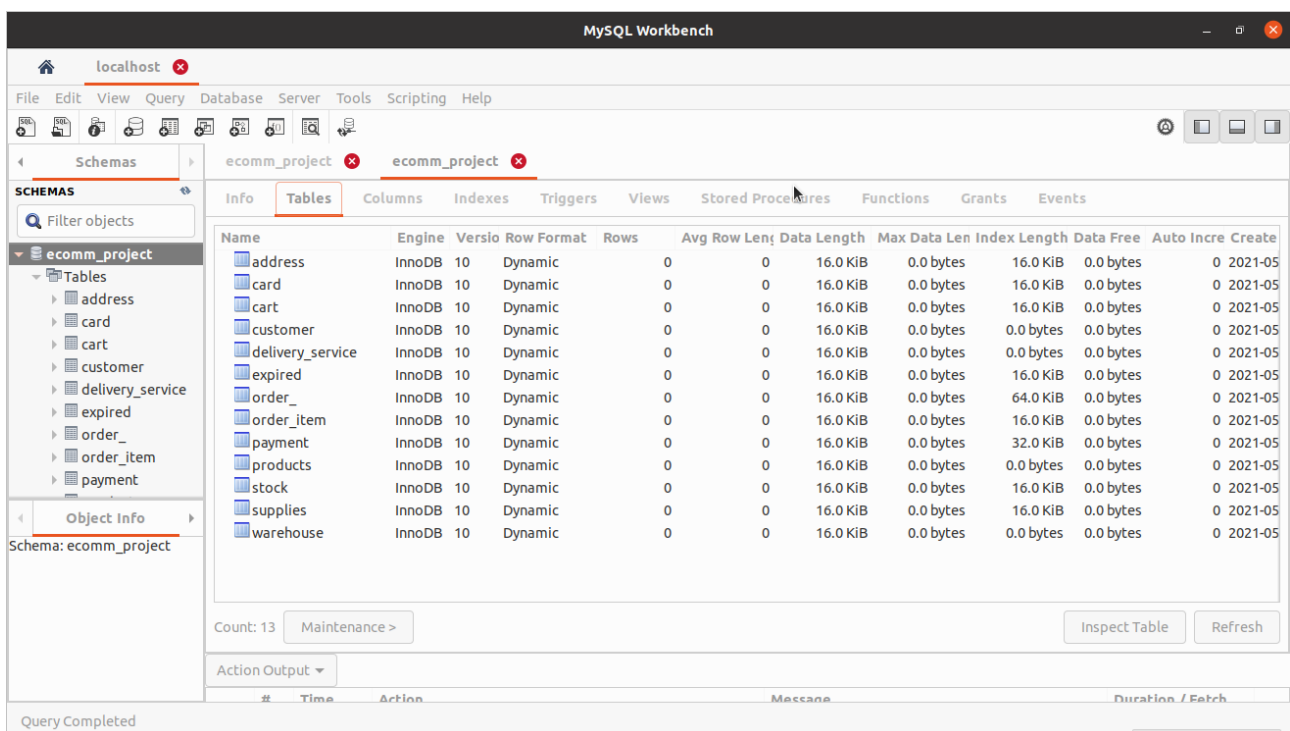 MySQL Workbench
localhost
File Edit View Query Database Server Tools Scripting Help
Schemas
ecomm_project ecomm_project
SCHEMAS
Filter objects
ecomm_project
Tables
address
card
cart
customer
delivery_service
expired
order_
order_item
payment
Object Info
Schema: ecomm_project
Info Tables Columns Indexes Triggers Views Stored Procedures Functions Grants Events
Name Engine Versio Row Format Rows Avg Row Leng Data Length Max Data Len Index Length Data Free Auto Incre Create
address InnoDB 10 Dynamic 0 0 16.0 KiB 0.0 bytes 16.0 KiB 0.0 bytes 0 2021-05
card InnoDB 10 Dynamic 0 0 16.0 KiB 0.0 bytes 16.0 KiB 0.0 bytes 0 2021-05
cart InnoDB 10 Dynamic 0 0 16.0 KiB 0.0 bytes 16.0 KiB 0.0 bytes 0 2021-05
customer InnoDB 10 Dynamic 0 0 16.0 KiB 0.0 bytes 0.0 bytes 0.0 bytes 0 2021-05
delivery_service InnoDB 10 Dynamic 0 0 16.0 KiB 0.0 bytes 0.0 bytes 0.0 bytes 0 2021-05
expired InnoDB 10 Dynamic 0 0 16.0 KiB 0.0 bytes 16.0 KiB 0.0 bytes 0 2021-05
order_ InnoDB 10 Dynamic 0 0 16.0 KiB 0.0 bytes 64.0 KiB 0.0 bytes 0 2021-05
order_item InnoDB 10 Dynamic 0 0 16.0 KiB 0.0 bytes 16.0 KiB 0.0 bytes 0 2021-05
payment InnoDB 10 Dynamic 0 0 16.0 KiB 0.0 bytes 32.0 KiB 0.0 bytes 0 2021-05
products InnoDB 10 Dynamic 0 0 16.0 KiB 0.0 bytes 0.0 bytes 0.0 bytes 0 2021-05
stock InnoDB 10 Dynamic 0 0 16.0 KiB 0.0 bytes 16.0 KiB 0.0 bytes 0 2021-05
supplies InnoDB 10 Dynamic 0 0 16.0 KiB 0.0 bytes 16.0 KiB 0.0 bytes 0 2021-05
warehouse InnoDB 10 Dynamic 0 0 16.0 KiB 0.0 bytes 0.0 bytes 0.0 bytes 0 2021-05
Count: 13 Maintenance > Inspect Table Refresh
Action Output
# Time Action Message Duration / Fetch
Query Completed